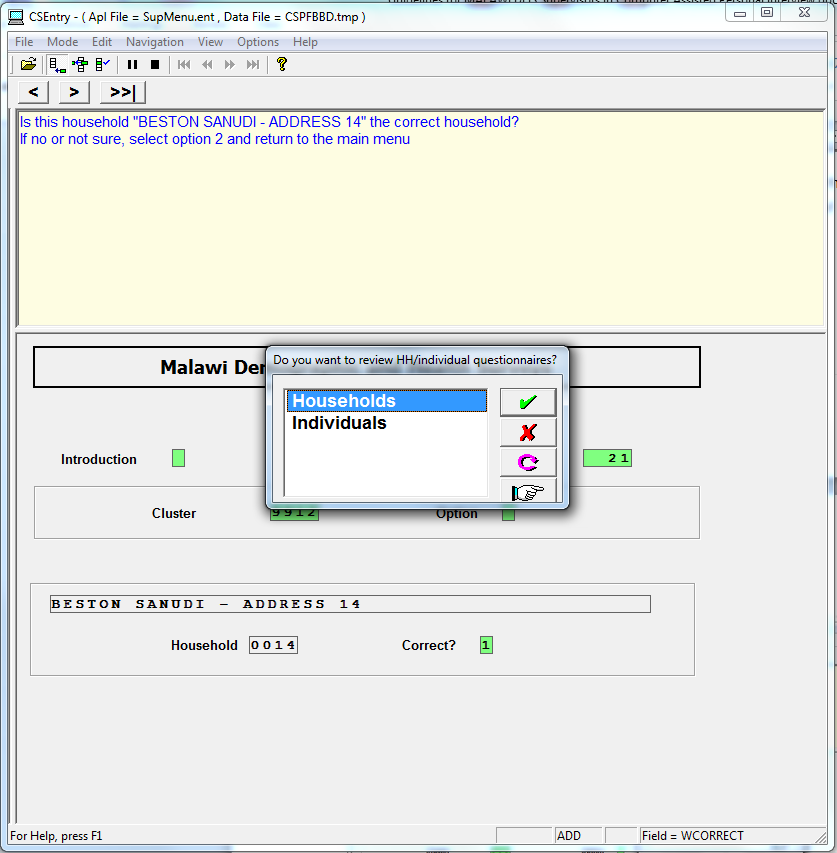 CSEntry - ( Apl File = SupMenu.ent , Data File = CSPFBBD.tmp )
File Mode Edit Navigation View Options Help
< > >>|
Is this household "BESTON SANUDI - ADDRESS 14" the correct household?
If no or not sure, select option 2 and return to the main menu
Do you want to review HH/individual questionnaires?
Households
Individuals
Malawi
Introduction
21
Cluster 9912 Option
BESTON SANUDI - ADDRESS 14
Household 0014 Correct? 1
For Help, press F1 ADD Field = WCORRECT